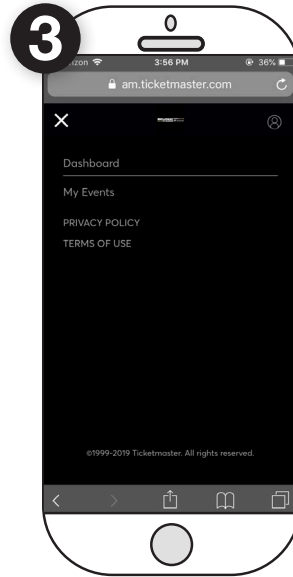 3
izon 3:56 PM 36%
am.ticketmaster.com
Dashboard
My Events
PRIVACY POLICY
TERMS OF USE
©1999-2019 Ticketmaster. All rights reserved.